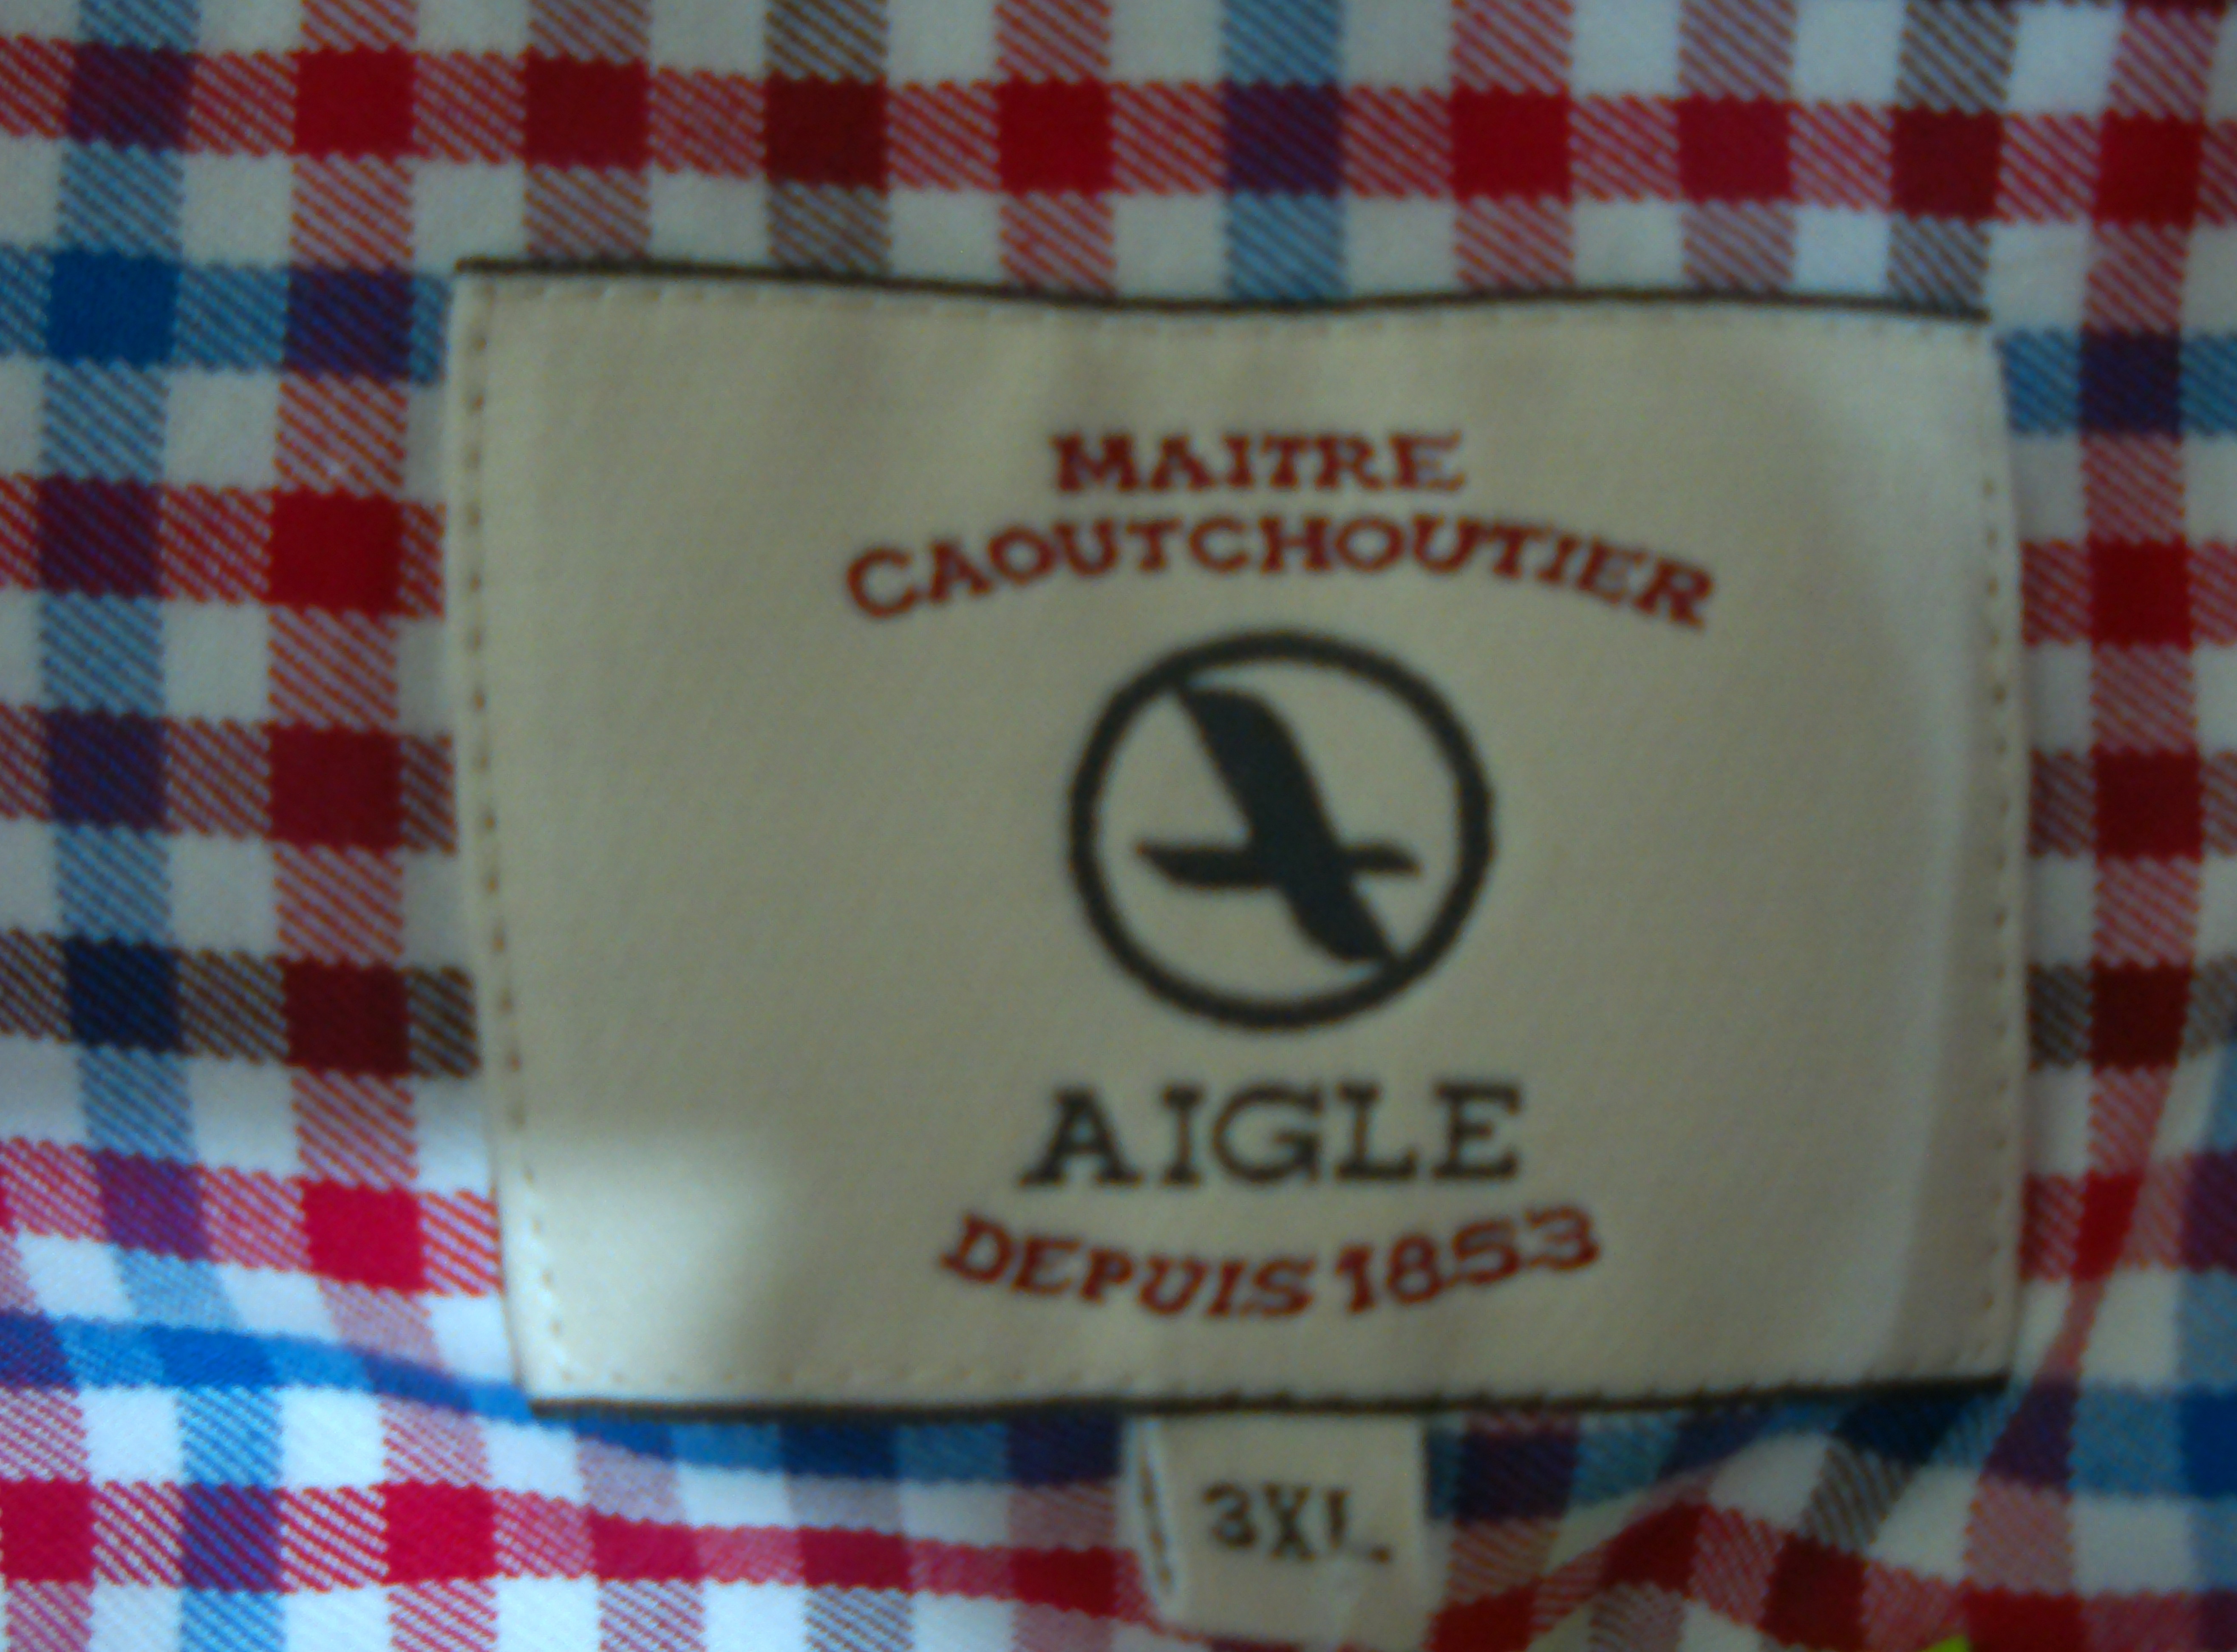 MAITRE
CAOUTCHOUTIER
AIGLE
DEPUIS 1853
3XL